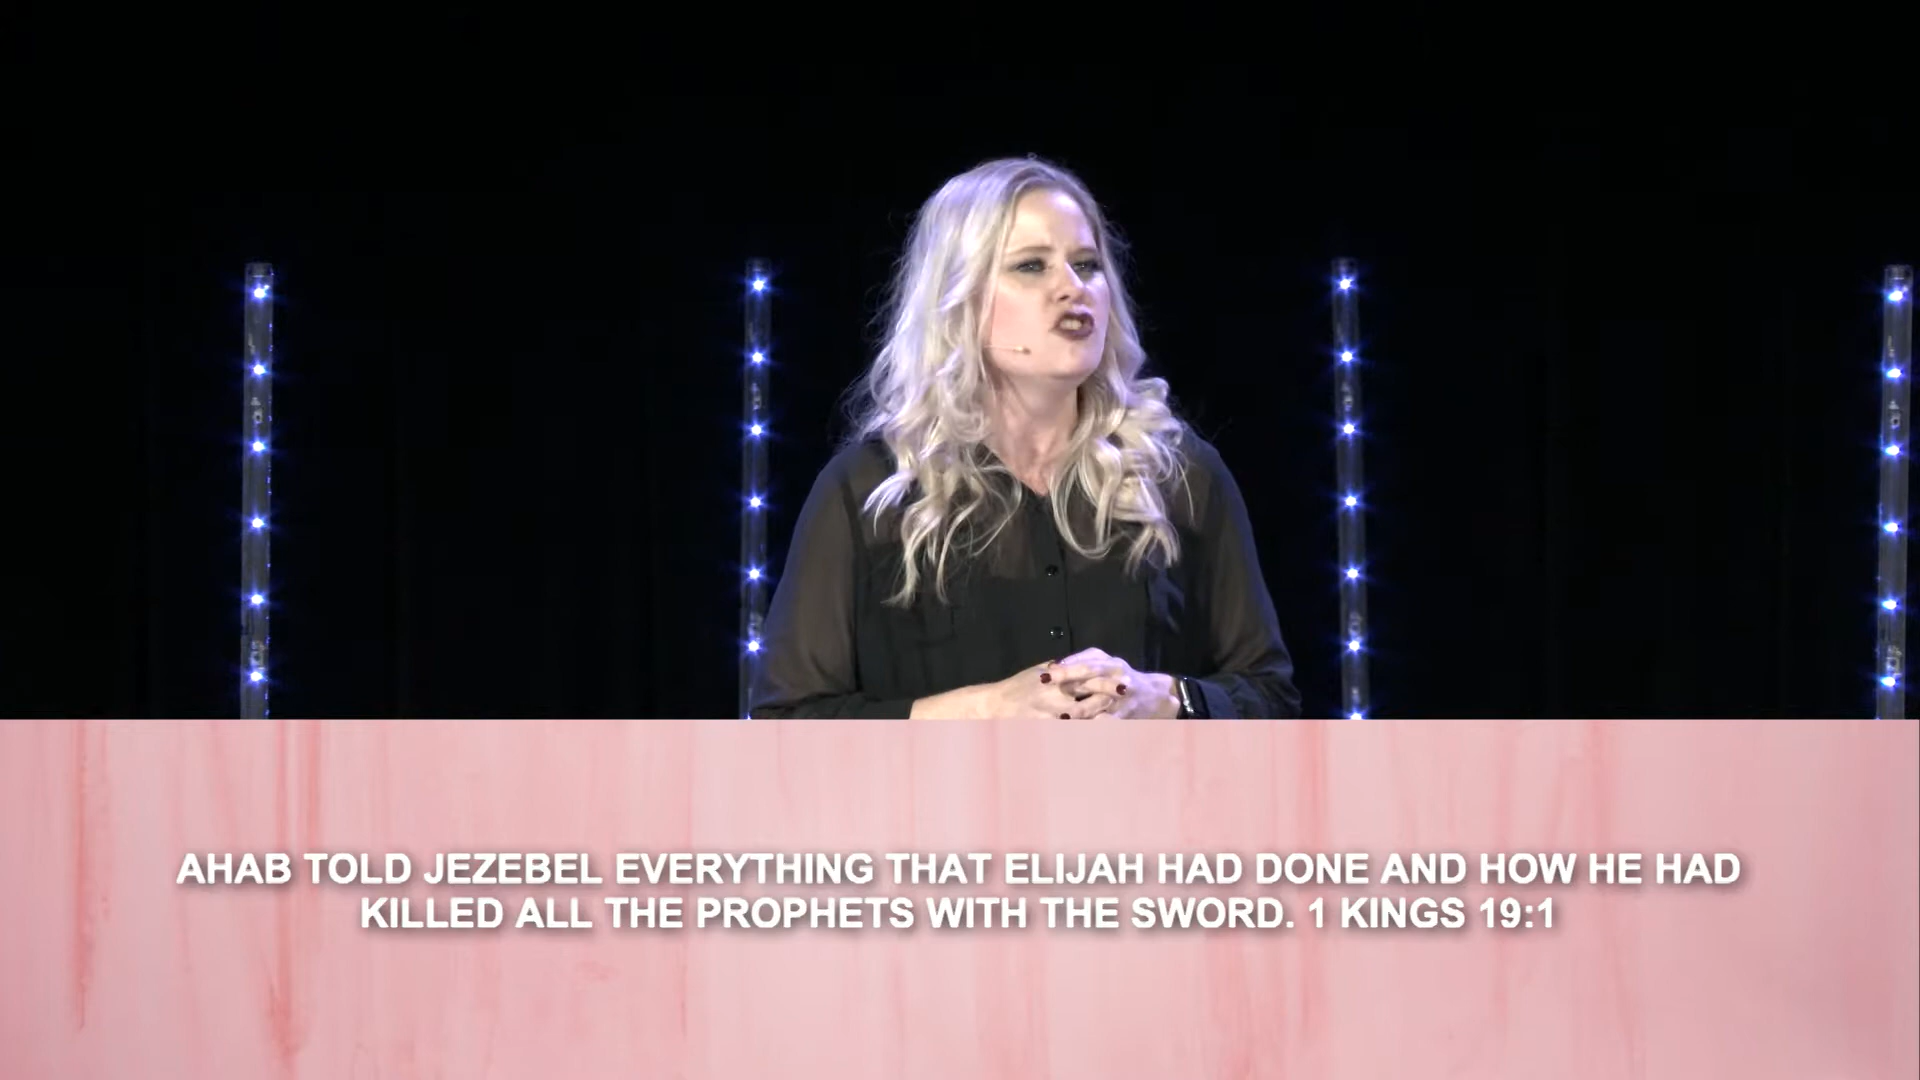 AHAB TOLD JEZEBEL EVERYTHING THAT ELIJAH HAD DONE AND HOW HE HAD
KILLED ALL THE PROPHETS WITH THE SWORD. 1 KINGS 19:1